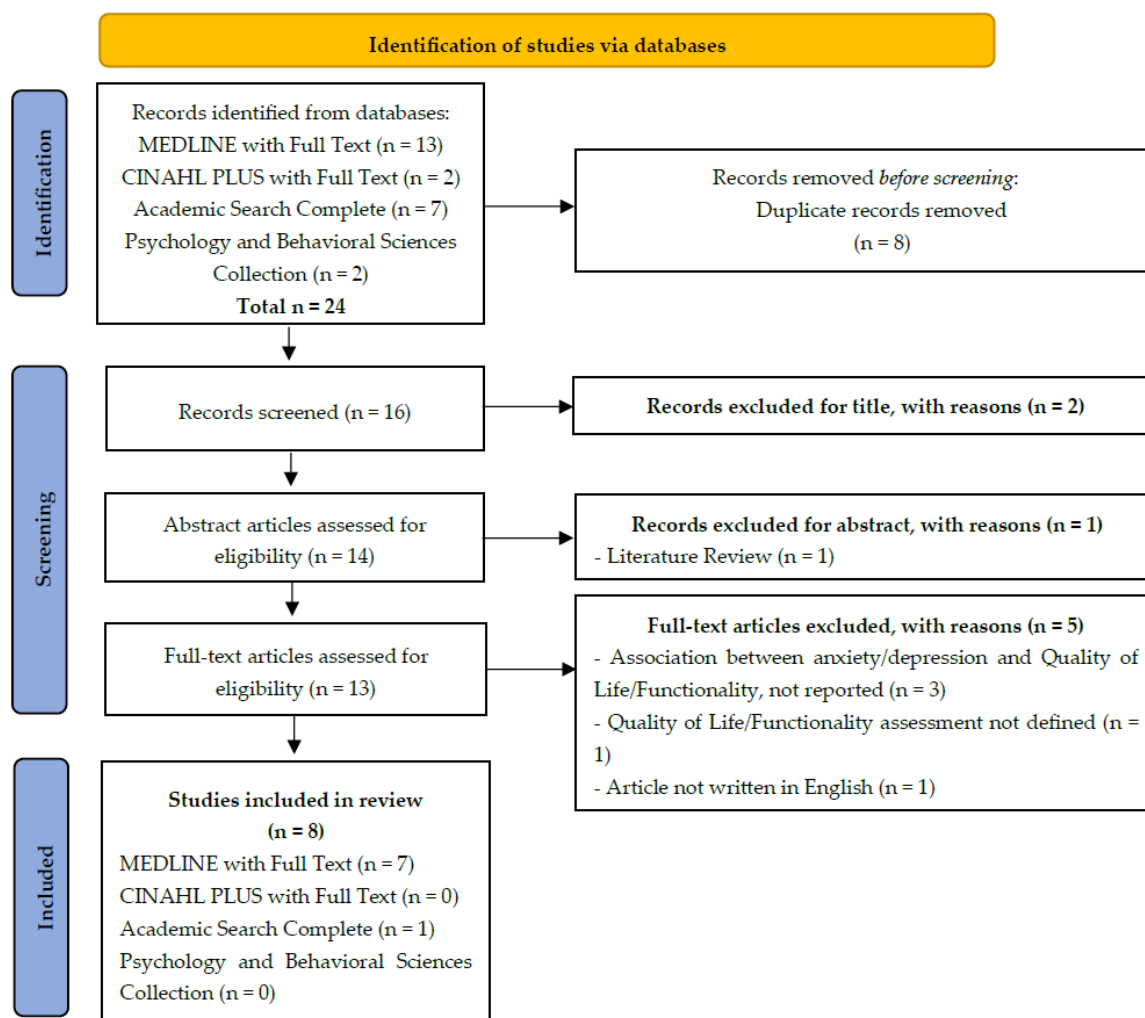 Identification of studies via databases
Identification
Records identified from databases:
MEDLINE with Full Text (n = 13)
CINAHL PLUS with Full Text (n = 2)
Academic Search Complete (n = 7)
Psychology and Behavioral Sciences
Collection (n = 2)
Total n = 24
Records removed before screening:
Duplicate records removed
(n = 8)
Screening
Records screened (n = 16)
Records excluded for title, with reasons (n = 2)
Abstract articles assessed for
eligibility (n = 14)
Records excluded for abstract, with reasons (n = 1)
- Literature Review (n = 1)
Full-text articles assessed for
eligibility (n = 13)
Full-text articles excluded, with reasons (n = 5)
- Association between anxiety/depression and Quality of
Life/Functionality, not reported (n = 3)
- Quality of Life/Functionality assessment not defined (n =
1)
- Article not written in English (n = 1)
Included
Studies included in review
(n = 8)
MEDLINE with Full Text (n = 7)
CINAHL PLUS with Full Text (n = 0)
Academic Search Complete (n = 1)
Psychology and Behavioral Sciences
Collection (n = 0)